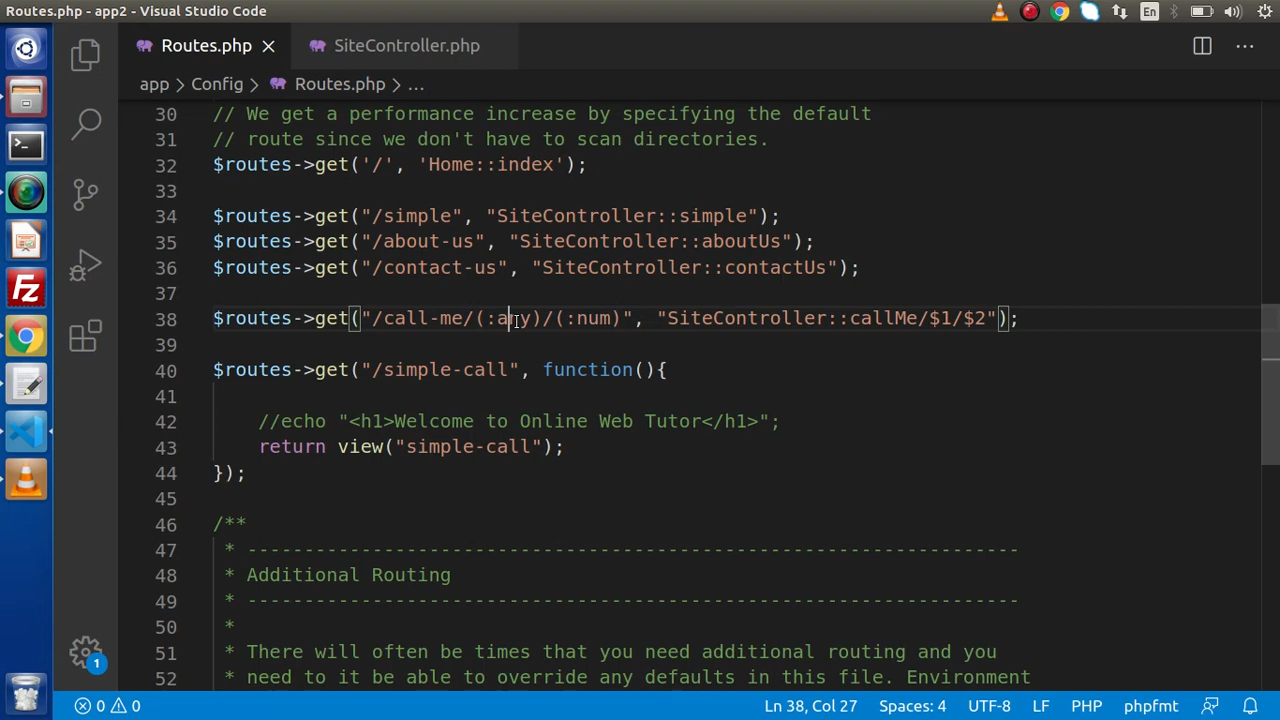 Routes.php - app2 - Visual Studio Code
En
Routes.php
SiteController.php
app > Config > Routes.php > ...
30 // We get a performance increase by specifying the default
31 // route since we don't have to scan directories.
32 $routes->get('/', 'Home::index');
33
34 $routes->get("/simple", "SiteController::simple");
35 $routes->get("/about-us", "SiteController::aboutUs");
36 $routes->get("/contact-us", "SiteController::contactUs");
37
38 $routes->get("/call-me/(:any)/(:num)", "SiteController::callMe/$1/$2");
39
40 $routes->get("/simple-call", function(){
41
42 //echo "<h1>Welcome to Online Web Tutor</h1>";
43 return view("simple-call");
44 });
45
46 /**
47 * --------------------------------------------------------------------
48 * Additional Routing
49 * --------------------------------------------------------------------
50 *
51 * There will often be times that you need additional routing and you
52 * need to it be able to override any defaults in this file. Environment
1
0 0
Ln 38, Col 27
Spaces: 4
UTF-8
LF
PHP
phpfmt